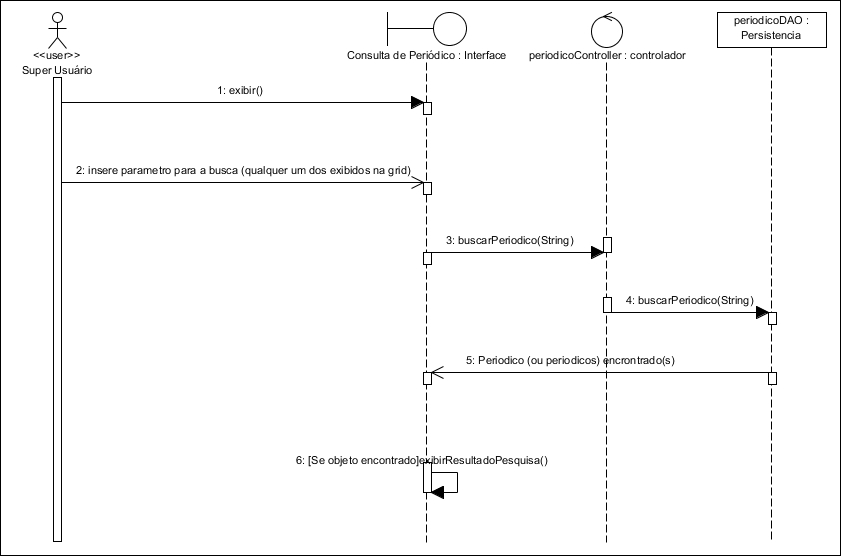 <<user>>
Super Usuário
Consulta de Periódico : Interface
periodicoController : controlador
periodicoDAO :
Persistencia
1: exibir()
2: insere parametro para a busca (qualquer um dos exibidos na grid)
3: buscarPeriodico(String)
4: buscarPeriodico(String)
5: Periodico (ou periodicos) encrontrado(s)
6: [Se objeto encontrado]exibirResultadoPesquisa()